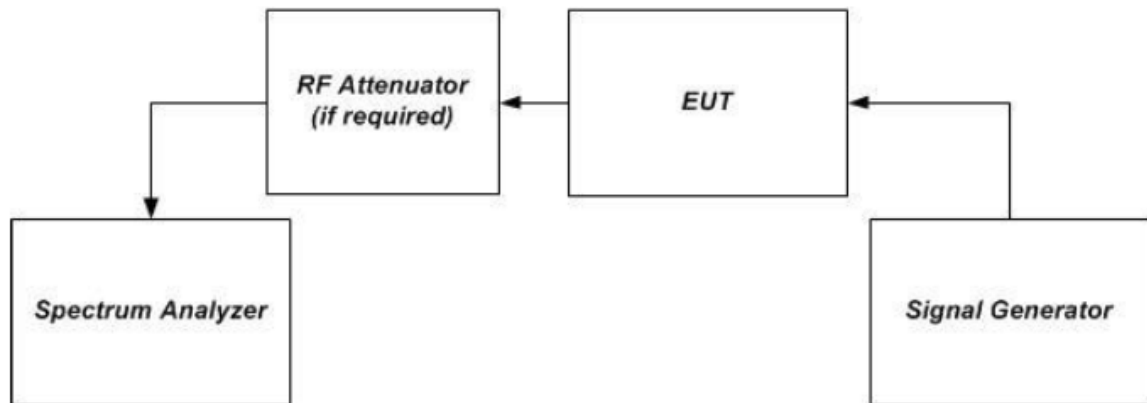 RF Attenuator
(if required)
EUT
Spectrum Analyzer
Signal Generator